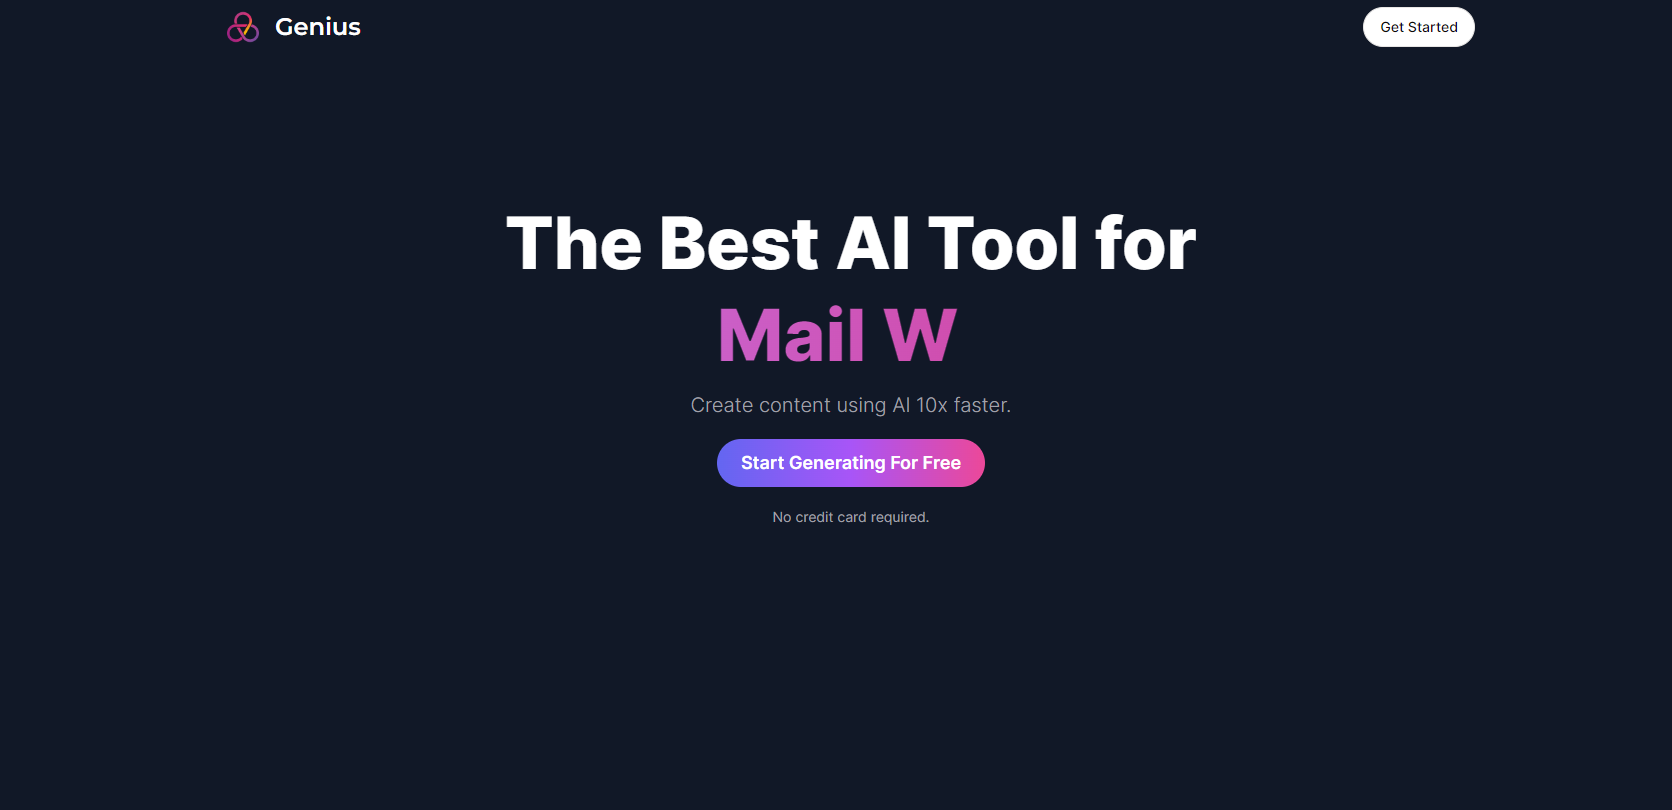 Genius
Get Started
The Best AI Tool for
Mail W
Create content using AI 10x faster.
Start Generating For Free
No credit card required.